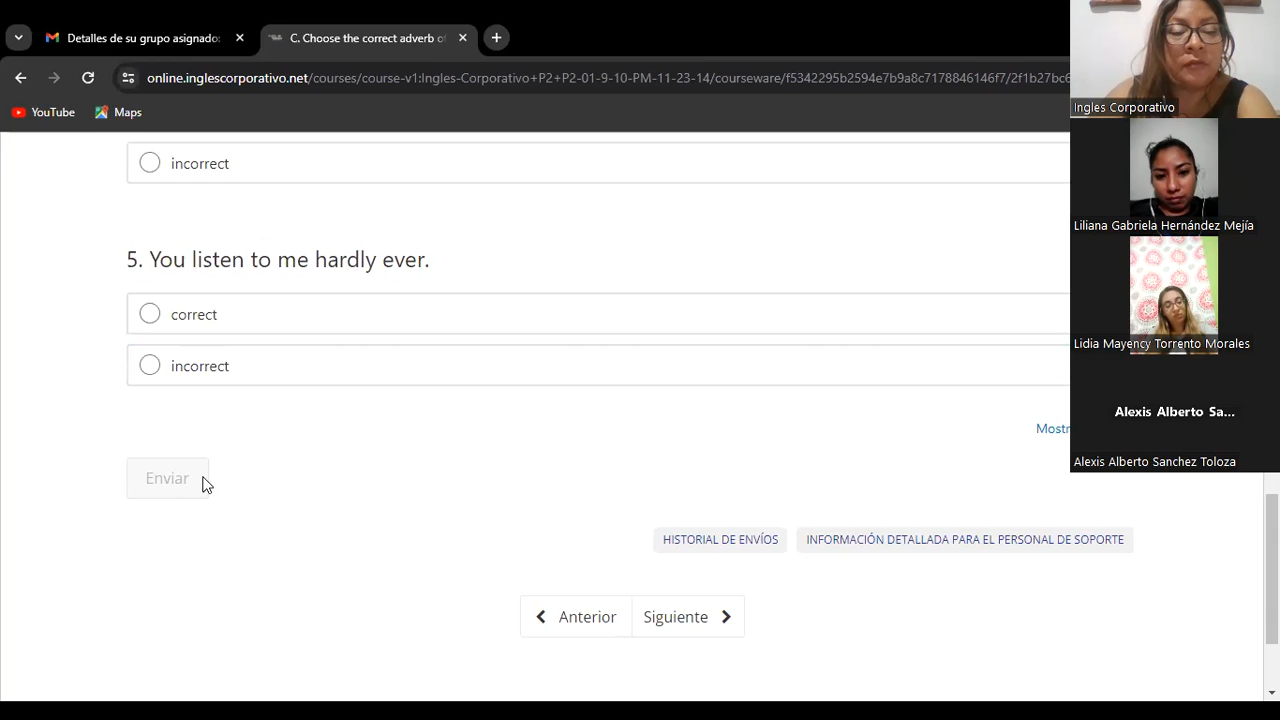 Detalles de su grupo asignado:
C. Choose the correct adverb o
online.inglescorporativo.net/courses/course-v1:Ingles-Corporativo+P2+P2-01-9-10-PM-11-23-14/courseware/f5342295b2594e7b9a8c7178846146f7/2f1b27bc6
YouTube
Maps
incorrect
5. You listen to me hardly ever.
correct
incorrect
Mostr
Enviar
HISTORIAL DE ENVÍOS
INFORMACIÓN DETALLADA PARA EL PERSONAL DE SOPORTE
Anterior
Siguiente
Ingles Corporativo
Liliana Gabriela Hernández Mejía
Lidia Mayency Torrento Morales
Alexis Alberto Sa...
Alexis Alberto Sanchez Toloza